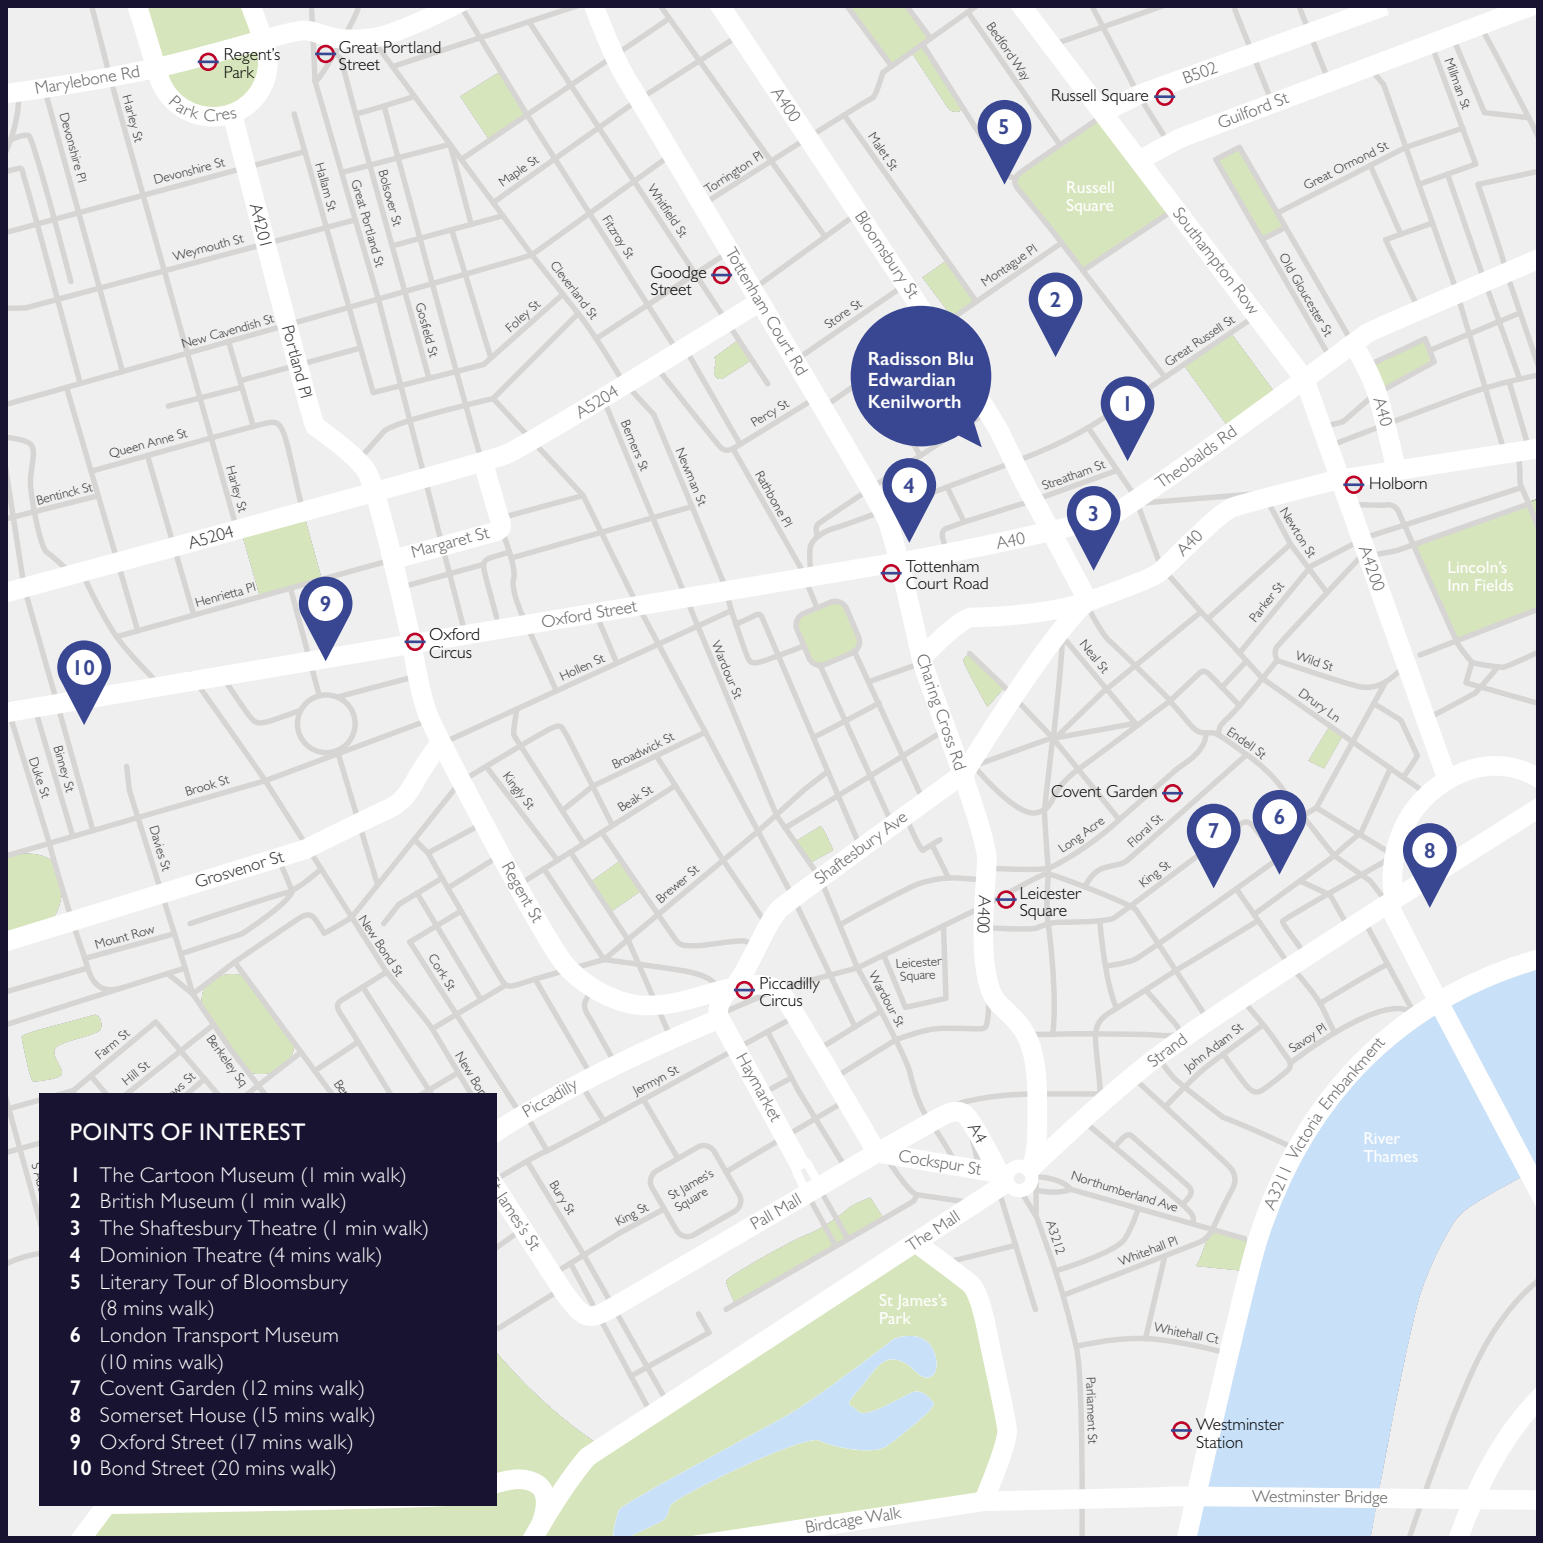 Regent's
Park
Great Portland
Street
Marylebone Rd
Park Cres
Harley St
Devonshire Pl
Devonshire St
Hallam St
Great Portland St
Bolsover St
Maple St
A4201
Weymouth St
New Cavendish St
Portland Pl
Gosfield St
Foley St
Cleverland St
Fitzroy St
Whitfield St
Torrington Pl
A400
Malet St
Bedford Way
Russell Square
B502
Guilford St
Millman St
Great Ormond St
5
Russell
Square
Southampton Row
Old Gloucester St
Bloomsbury St
Montague Pl
Goodge
Street
Tottenham Court Rd
Store St
2
Great Russell St
Radisson Blu
Edwardian
Kenilworth
1
A5204
Percy St
Queen Anne St
Bentinck St
Harley St
Berners St
Newman St
Rathbone Pl
4
Streatham St
Theobalds Rd
3
A40
Holborn
A5204
Margaret St
A40
A40
Newton St
A4200
Lincoln's
Inn Fields
Tottenham
Court Road
Henrietta Pl
9
Oxford Street
Parker St
Oxford
Circus
10
Hollen St
Wardour St
Charing Cross Rd
Neal St
Wild St
Drury Ln
Endell St
Duke St
Binney St
Brook St
Broadwick St
Kingly St
Beak St
Covent Garden
Long Acre
Floral St
7
6
8
Davies St
Grosvenor St
Shaftesbury Ave
King St
Regent St
Brewer St
A400
Leicester
Square
Mount Row
New Bond St
Cork St
Leicester
Square
Wardour St
Piccadilly
Circus
Farm St
Hill St
Berkeley Sq
Haymarket
Jermyn St
Piccadilly
Strand
John Adam St
Savoy Pl
A3211 Victoria Embankment
River
Thames
A4
Cockspur St
St James's
Square
King St
Bury St
St James's St
Pall Mall
The Mall
Northumberland Ave
A3212
Whitehall Pl
St James's
Park
Whitehall Ct
Parliament St
Westminster
Station
Westminster Bridge
Birdcage Walk
POINTS OF INTEREST
1 The Cartoon Museum (1 min walk)
2 British Museum (1 min walk)
3 The Shaftesbury Theatre (1 min walk)
4 Dominion Theatre (4 mins walk)
5 Literary Tour of Bloomsbury
(8 mins walk)
6 London Transport Museum
(10 mins walk)
7 Covent Garden (12 mins walk)
8 Somerset House (15 mins walk)
9 Oxford Street (17 mins walk)
10 Bond Street (20 mins walk)